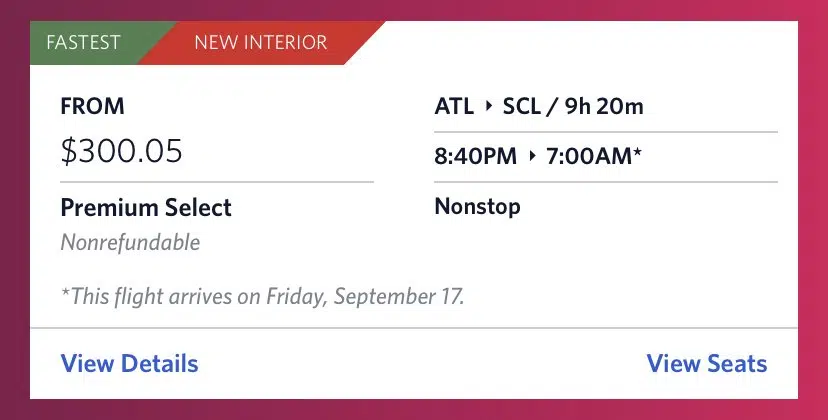 FASTEST
NEW INTERIOR
FROM
$300.05
Premium Select
Nonrefundable
ATL ▸ SCL / 9h 20m
8:40PM ▸ 7:00AM*
Nonstop
*This flight arrives on Friday, September 17.
View Details
View Seats